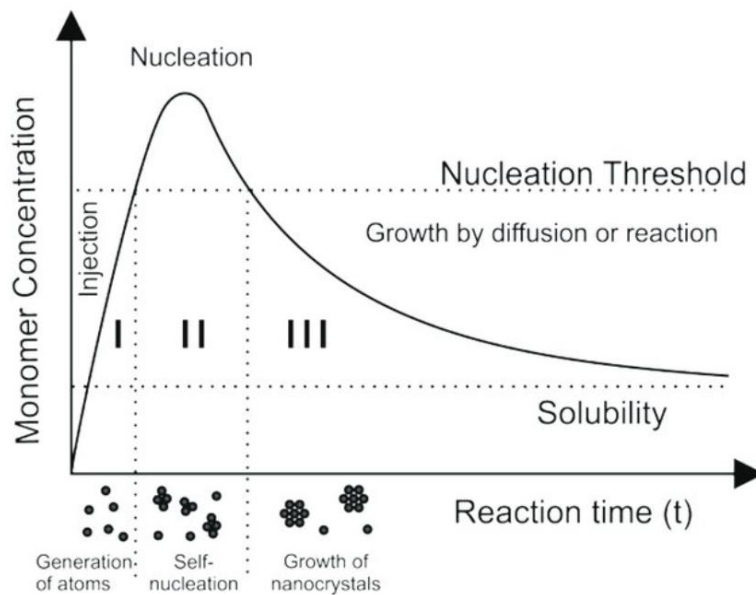 Nucleation
Nucleation Threshold
Growth by diffusion or reaction
Injection
Monomer Concentration
I
II
III
Solubility
Reaction time (t)
Generation
of atoms
Self-
nucleation
Growth of
nanocrystals